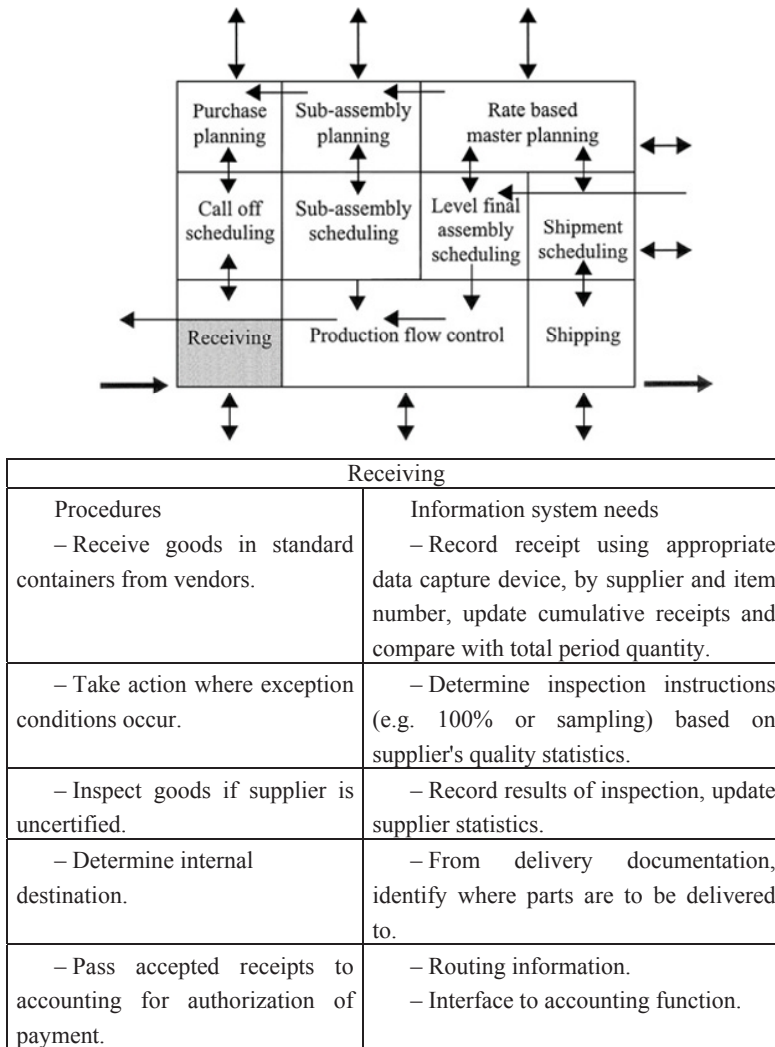 Purchase
planning
Sub-assembly
planning
Rate based
master planning
Call off
scheduling
Sub-assembly
scheduling
Level final
assembly
scheduling
Shipment
scheduling
Receiving
Production flow control
Shipping
Receiving
Procedures
– Receive goods in standard
containers from vendors.
Information system needs
– Record receipt using appropriate
data capture device, by supplier and item
number, update cumulative receipts and
compare with total period quantity.
– Take action where exception
conditions occur.
– Determine inspection instructions
(e.g. 100% or sampling) based on
supplier's quality statistics.
– Inspect goods if supplier is
uncertified.
– Record results of inspection, update
supplier statistics.
– Determine internal
destination.
– From delivery documentation,
identify where parts are to be delivered
to.
– Pass accepted receipts to
accounting for authorization of
payment.
– Routing information.
– Interface to accounting function.